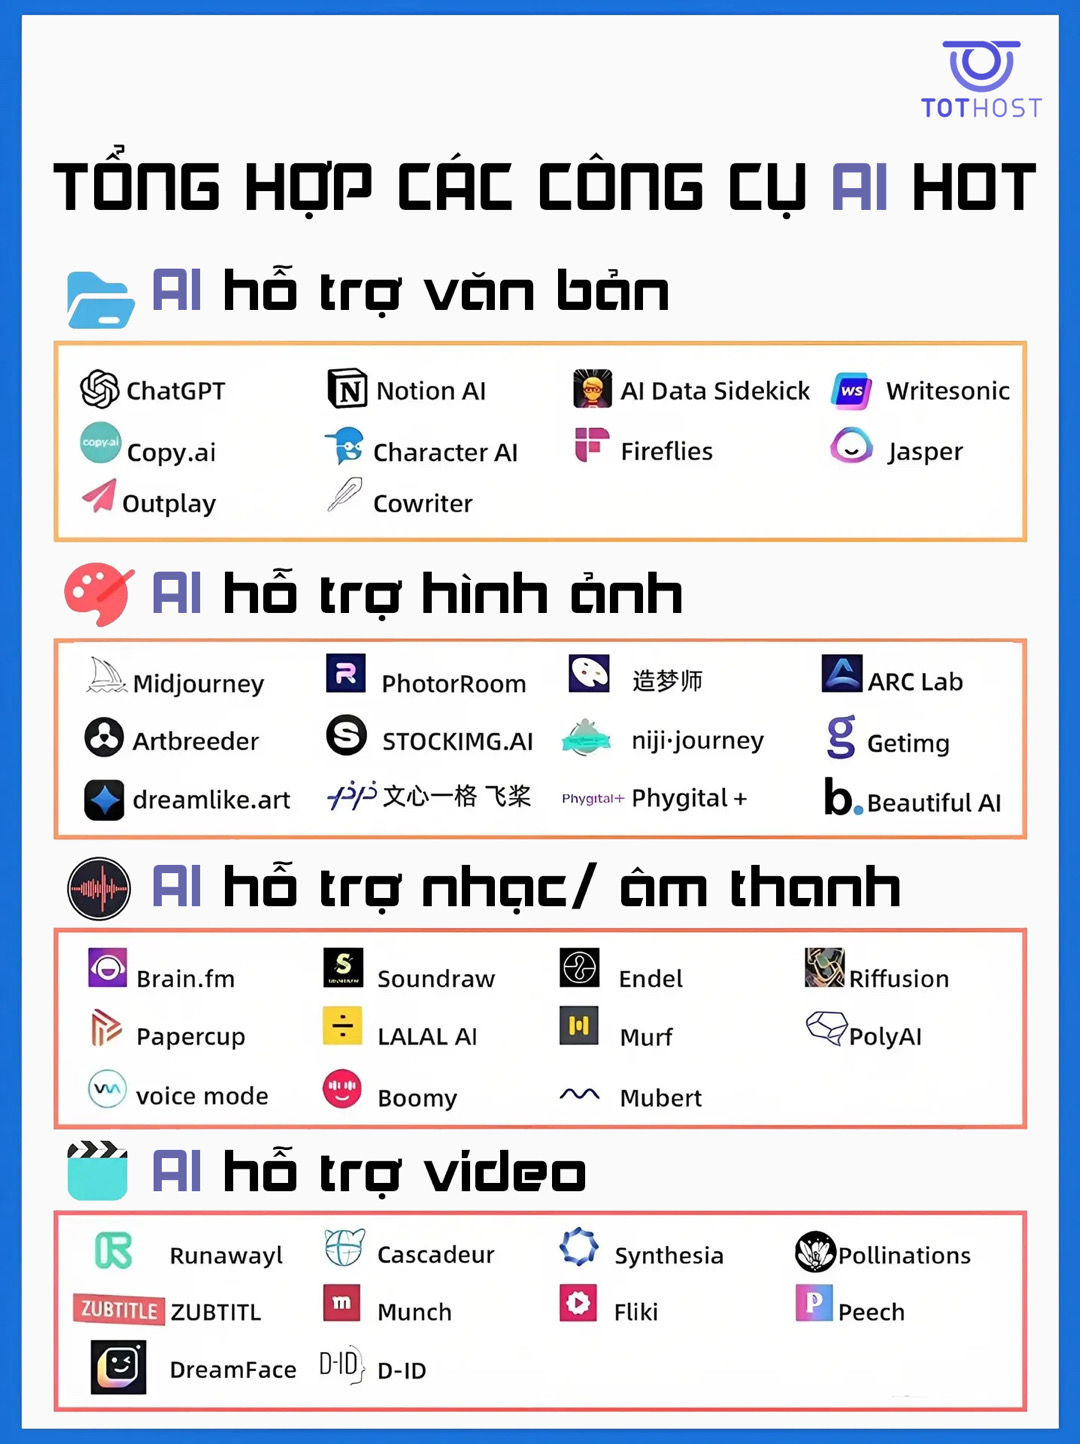 TOTHOST
TỔNG HỢP CÁC CÔNG CỤ AI HOT
AI hỗ trợ văn bản
ChatGPT Notion AI AI Data Sidekick WS Writesonic
copy.ai Copy.ai Character AI Fireflies Jasper
Outplay Cowriter
AI hỗ trợ hình ảnh
Midjourney PhotorRoom 造梦师 ARC Lab
Artbreeder STOCKIMG.AI niji·journey Getimg
dreamlike.art 文心一格 飞桨 Phygital+ Phygital + b. Beautiful AI
AI hỗ trợ nhạc/ âm thanh
Brain.fm Soundraw Endel Riffusion
Papercup LALAL AI Murf PolyAI
voice mode Boomy Mubert
AI hỗ trợ video
Runawayl Cascadeur Synthesia Pollinations
ZUBTITLE ZUBTITL m Munch Fliki P Peech
DreamFace D-ID D-ID